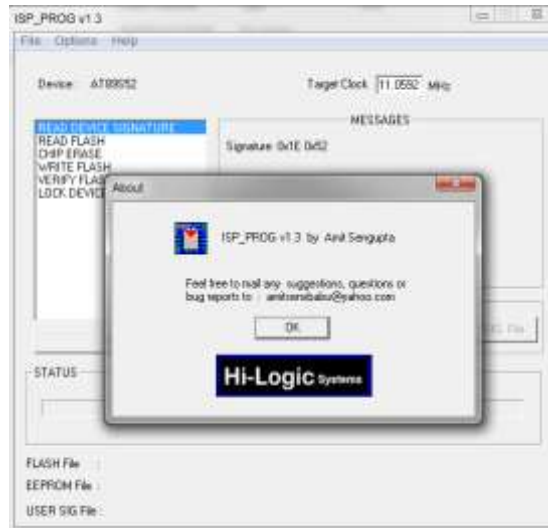 ISP_PROG v1.3
File Options Help
Device: AT89S52
Target Clock 11.0592 MHz
MESSAGES
READ DEVICE SIGNATURE
READ FLASH
CHIP ERASE
WRITE FLASH
VERIFY FLAS
LOCK DEVICE
Signature 0x1E 0x52
About
ISP_PROG v1.3 by Amit Sengupta
Feel free to mail any suggestions, questions or
bug reports to :
OK
Hi-Logic Systems
File
STATUS
FLASH File :
EEPROM File :
USER SIG File :